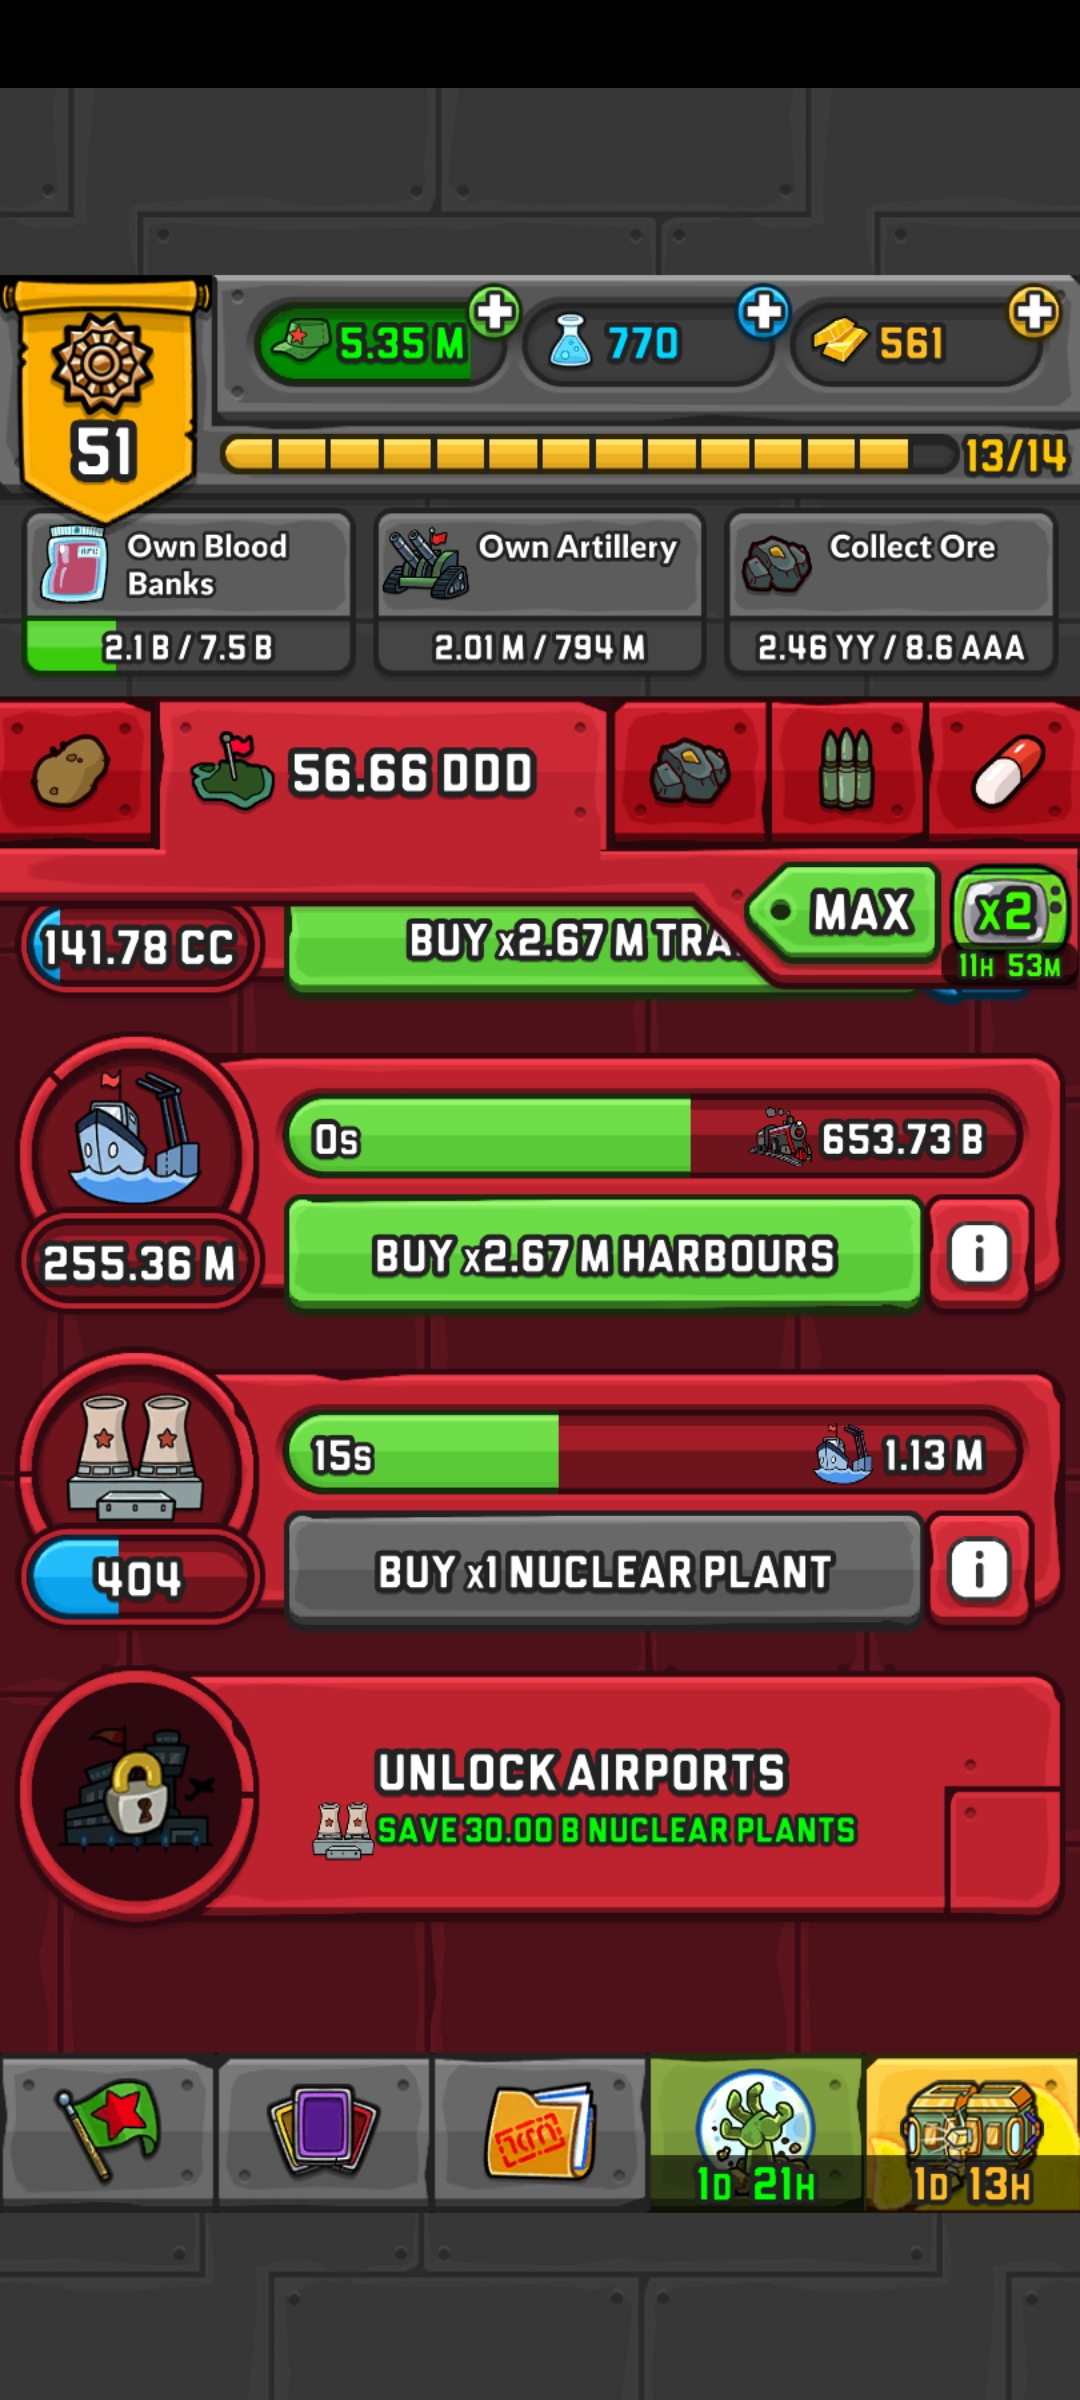 5.35 M
770
561
51
13/14
Own Blood
Banks
Own Artillery
Collect Ore
2.1 B / 7.5 B
2.01 M / 794 M
2.46 YY / 8.6 AAA
56.66 DDD
MAX
x2
11H 53M
141.78 CC
BUY x2.67 M TRA
0s
653.73 B
255.36 M
BUY x2.67 M HARBOURS
i
15s
1.13 M
404
BUY x1 NUCLEAR PLANT
i
UNLOCK AIRPORTS
SAVE 30.00 B NUCLEAR PLANTS
1D 21H
1D 13H